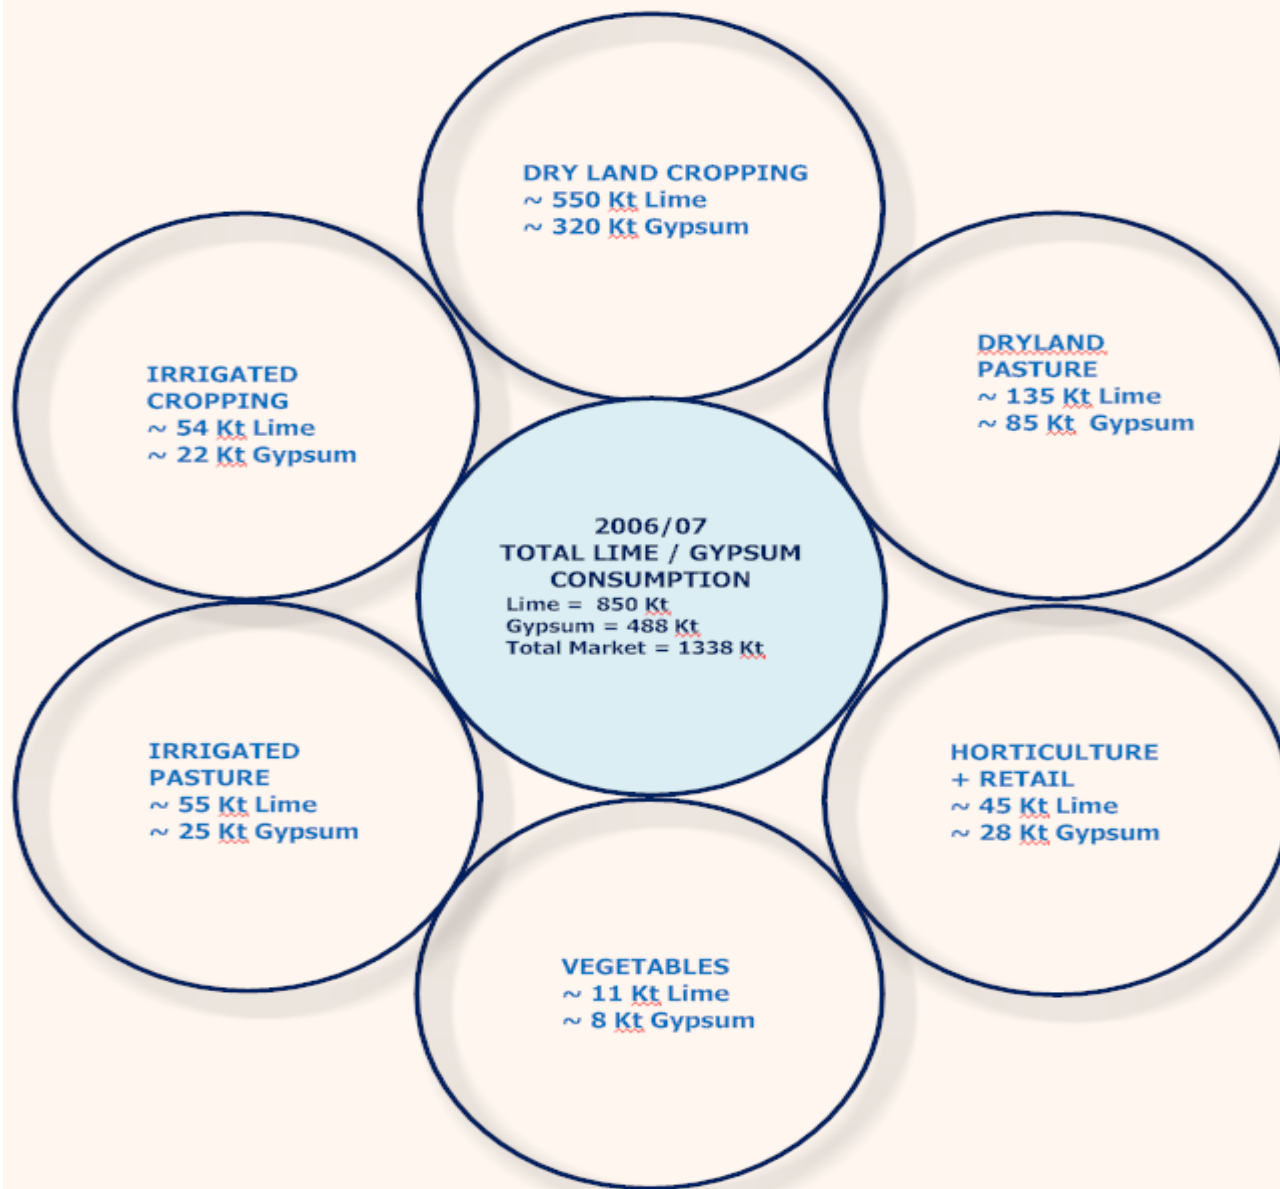 DRY LAND CROPPING
~ 550 Kt Lime
~ 320 Kt Gypsum
IRRIGATED
CROPPING
~ 54 Kt Lime
~ 22 Kt Gypsum
DRYLAND
PASTURE
~ 135 Kt Lime
~ 85 Kt Gypsum
2006/07
TOTAL LIME / GYPSUM
CONSUMPTION
Lime = 850 Kt
Gypsum = 488 Kt
Total Market = 1338 Kt
IRRIGATED
PASTURE
~ 55 Kt Lime
~ 25 Kt Gypsum
HORTICULTURE
+ RETAIL
~ 45 Kt Lime
~ 28 Kt Gypsum
VEGETABLES
~ 11 Kt Lime
~ 8 Kt Gypsum